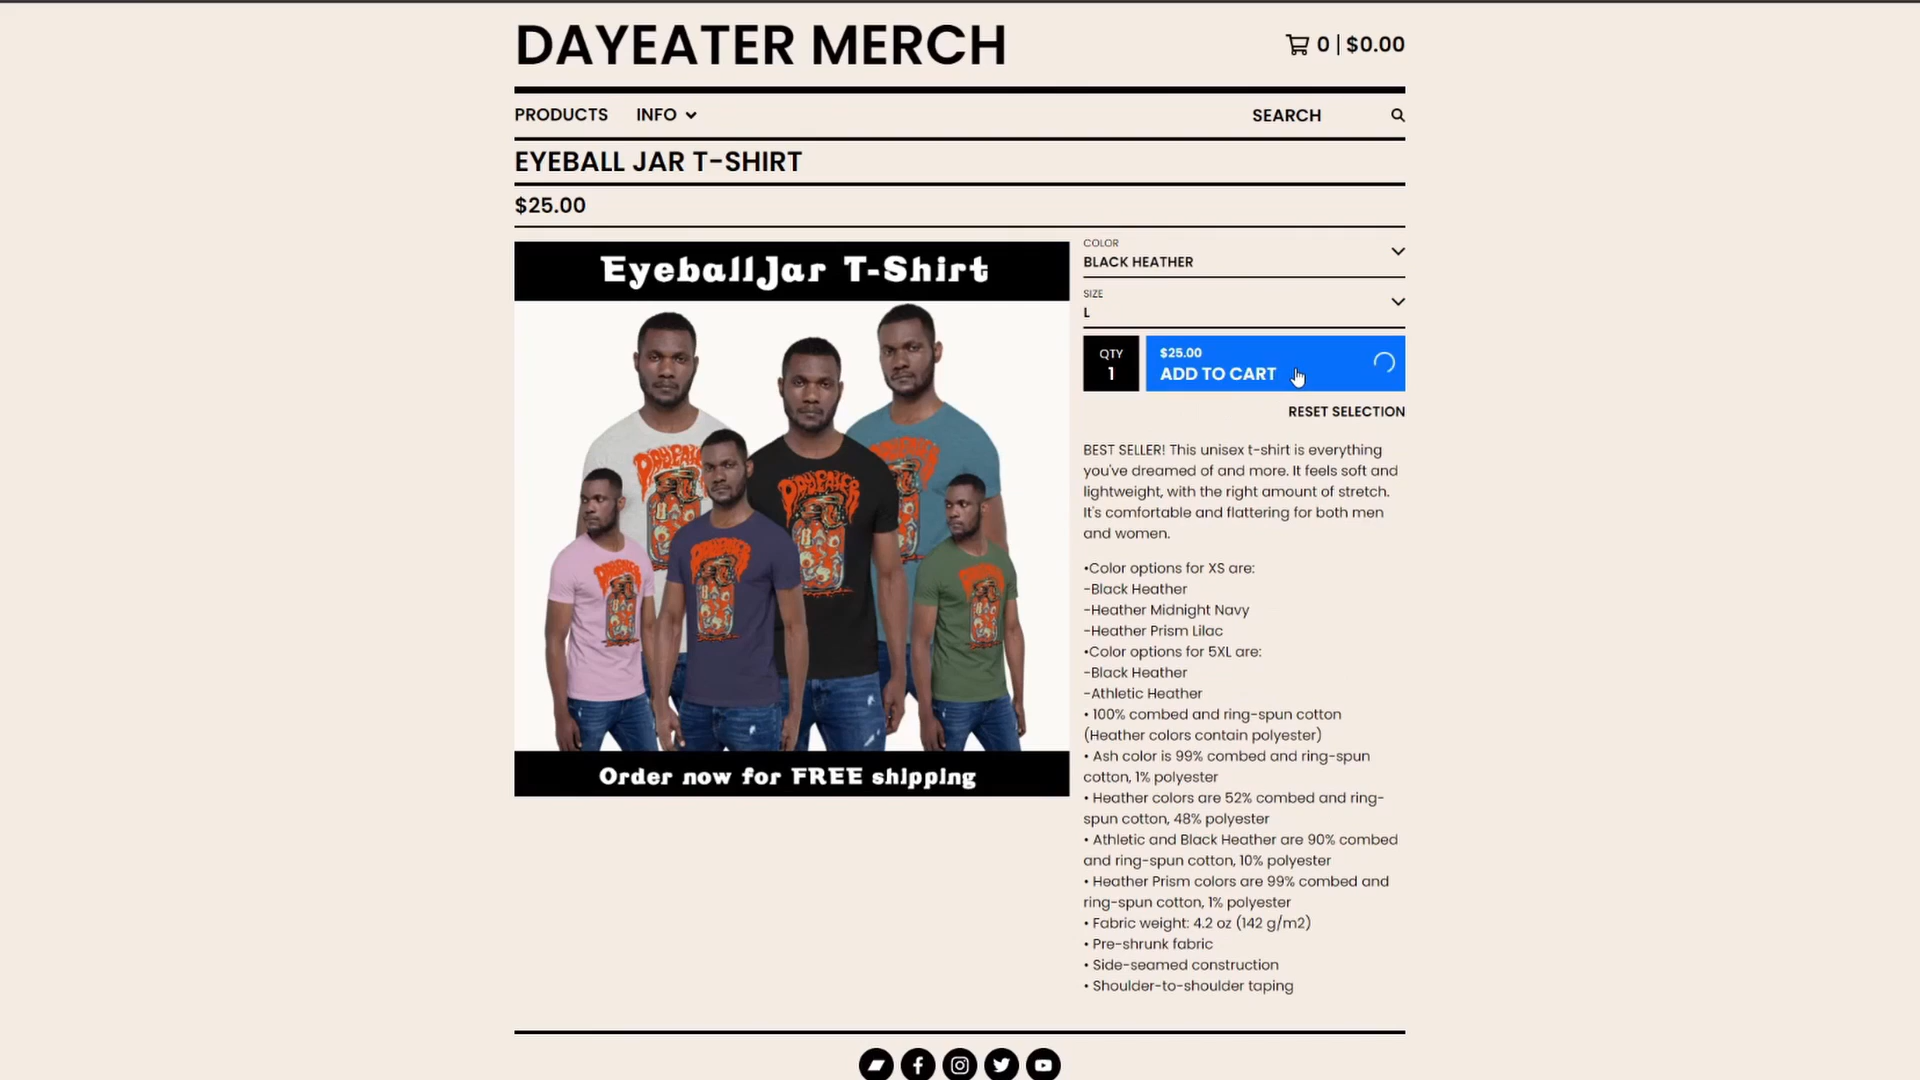 DAYEATER MERCH
0 | $0.00
PRODUCTS INFO
SEARCH
EYEBALL JAR T-SHIRT
$25.00
Eyeball Jar T-Shirt
DAYEATER
DAYEATER
DAYEATER
DAYEATER
DAYEATER
DAYEATER
Order now for FREE shipping
COLOR
BLACK HEATHER
SIZE
L
QTY
1
$25.00
ADD TO CART
RESET SELECTION
BEST SELLER! This unisex t-shirt is everything
you've dreamed of and more. It feels soft and
lightweight, with the right amount of stretch.
It's comfortable and flattering for both men
and women.
•Color options for XS are:
-Black Heather
-Heather Midnight Navy
-Heather Prism Lilac
•Color options for 5XL are:
-Black Heather
-Athletic Heather
• 100% combed and ring-spun cotton
(Heather colors contain polyester)
• Ash color is 99% combed and ring-spun
cotton, 1% polyester
• Heather colors are 52% combed and ring-
spun cotton, 48% polyester
• Athletic and Black Heather are 90% combed
and ring-spun cotton, 10% polyester
• Heather Prism colors are 99% combed and
ring-spun cotton, 1% polyester
• Fabric weight: 4.2 oz (142 g/m2)
• Pre-shrunk fabric
• Side-seamed construction
• Shoulder-to-shoulder taping